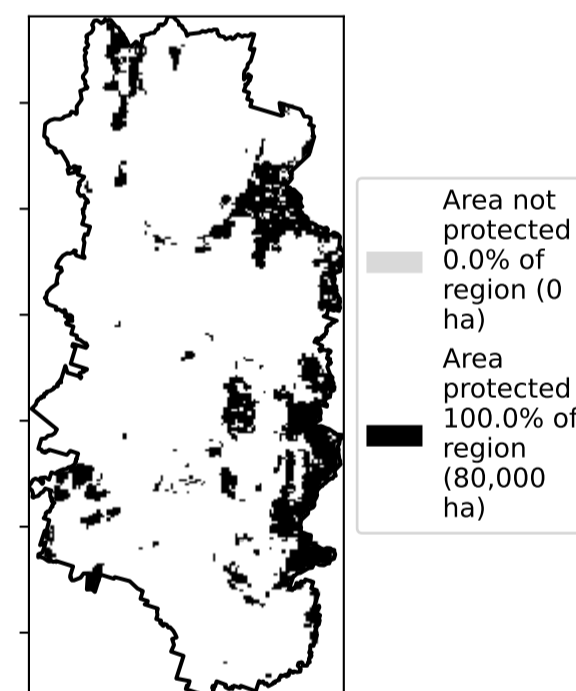 Area not
protected
0.0% of
region (0
ha)
Area
protected
100.0% of
region
(80,000
ha)